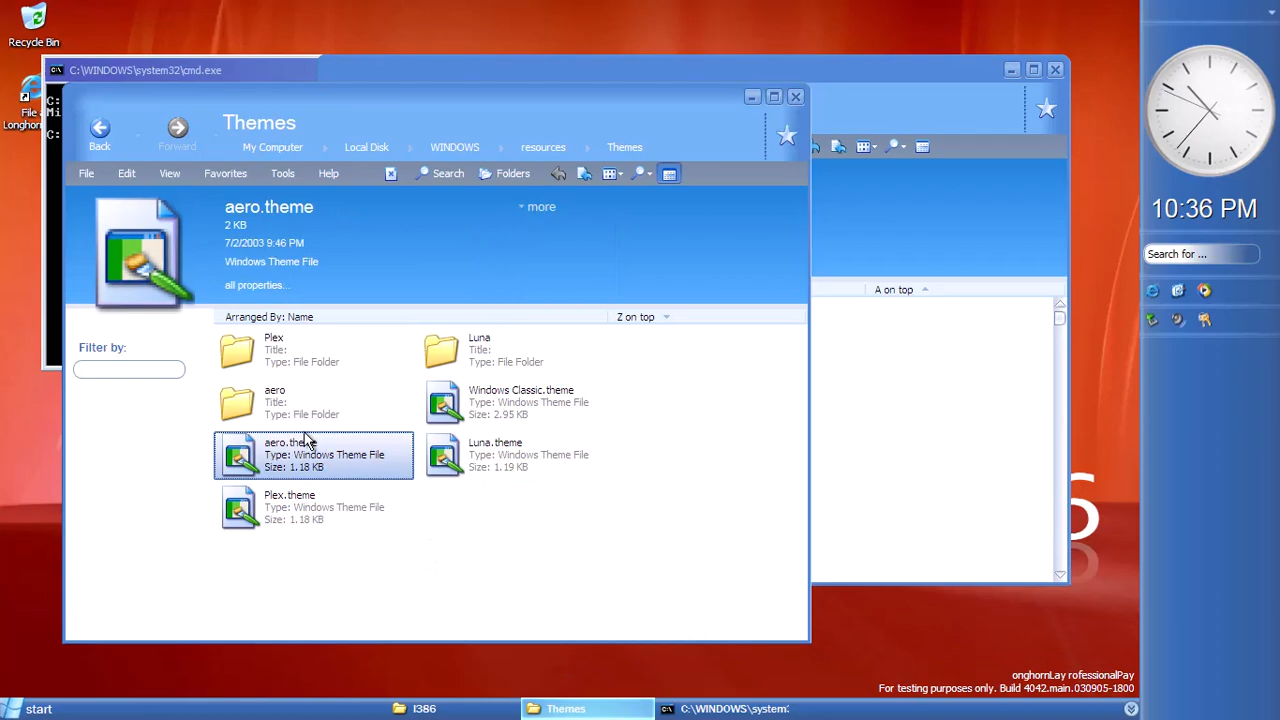 Recycle Bin
File a
Longhorn
C:\WINDOWS\system32\cmd.exe
C:
Mi
C:
Back
Forward
Themes
My Computer
Local Disk
WINDOWS
resources
Themes
File
Edit
View
Favorites
Tools
Help
Search
Folders
aero.theme
more
2 KB
7/2/2003 9:46 PM
Windows Theme File
all properties...
Arranged By: Name
Z on top
A on top
Filter by:
Plex
Title:
Type: File Folder
Luna
Title:
Type: File Folder
aero
Title:
Type: File Folder
Windows Classic.theme
Type: Windows Theme File
Size: 2.95 KB
aero.theme
Type: Windows Theme File
Size: 1.18 KB
Luna.theme
Type: Windows Theme File
Size: 1.19 KB
Plex.theme
Type: Windows Theme File
Size: 1.18 KB
10:36 PM
Search for ...
6
onghornLay rofessionalPay
For testing purposes only. Build 4042.main.030905-1800
start
I386
Themes
C:\WINDOWS\system: